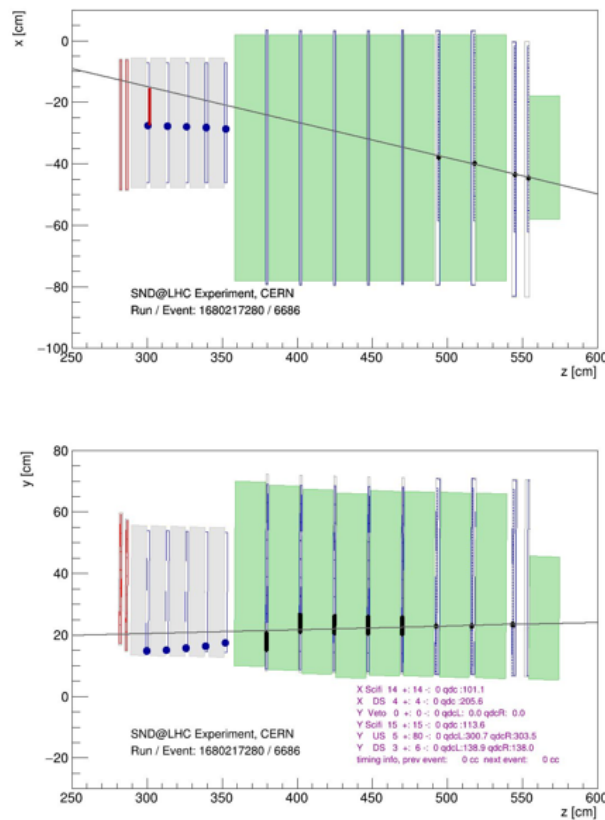 x [cm]
0
−20
−40
−60
−80
−100
SND@LHC Experiment, CERN
Run / Event: 1680217280 / 6686
250 300 350 400 450 500 550 600
z [cm]
y [cm]
80
60
40
20
0
−20
X Scifi 14 +: 14 -: 0 qdc :101.1
X DS 4 +: 4 -: 0 qdc :205.6
Y Veto 0 +: 0 -: 0 qdcL: 0.0 qdcR: 0.0
Y Scifi 15 +: 15 -: 0 qdc :113.6
Y US 5 +: 80 -: 0 qdcL:300.7 qdcR:303.5
Y DS 3 +: 6 -: 0 qdcL:138.9 qdcR:138.0
timing info, prev event: 0 cc next event: 0 cc
SND@LHC Experiment, CERN
Run / Event: 1680217280 / 6686
250 300 350 400 450 500 550 600
z [cm]